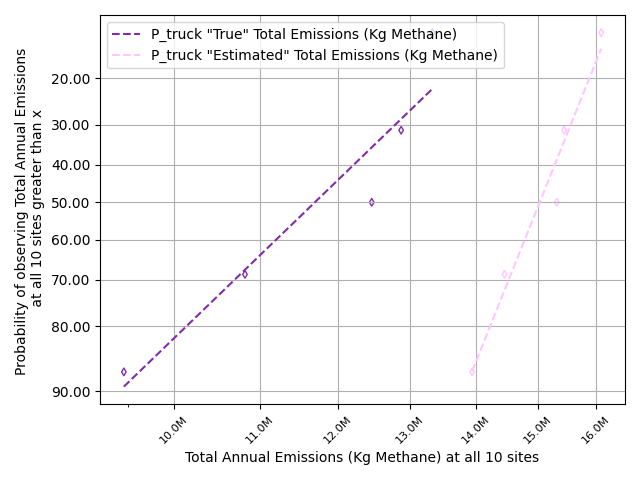 P_truck "True" Total Emissions (Kg Methane)
P_truck "Estimated" Total Emissions (Kg Methane)
Probability of observing Total Annual Emissions
at all 10 sites greater than x
20.00
30.00
40.00
50.00
60.00
70.00
80.00
90.00
10.0M
11.0M
12.0M
13.0M
14.0M
15.0M
16.0M
Total Annual Emissions (Kg Methane) at all 10 sites